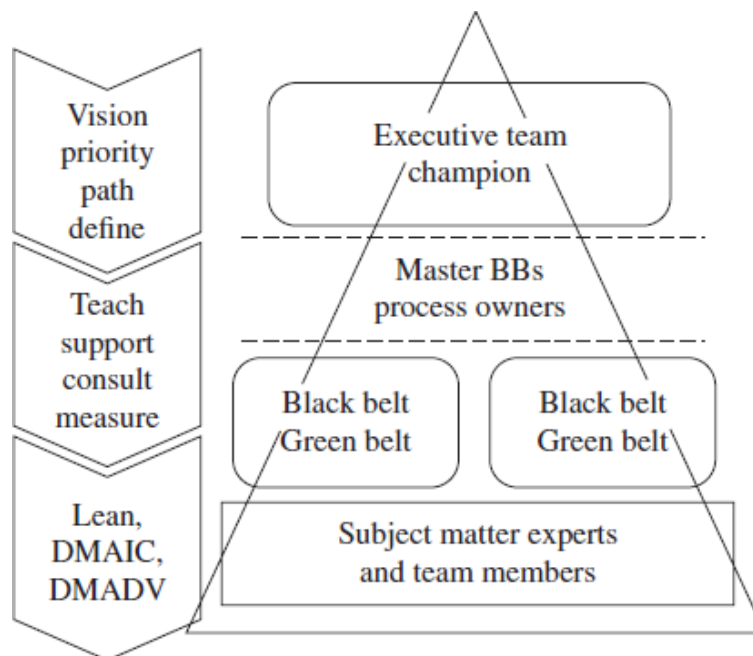 Vision
priority
path
define
Executive team
champion
Master BBs
process owners
Teach
support
consult
measure
Black belt
Green belt
Black belt
Green belt
Lean,
DMAIC,
DMADV
Subject matter experts
and team members